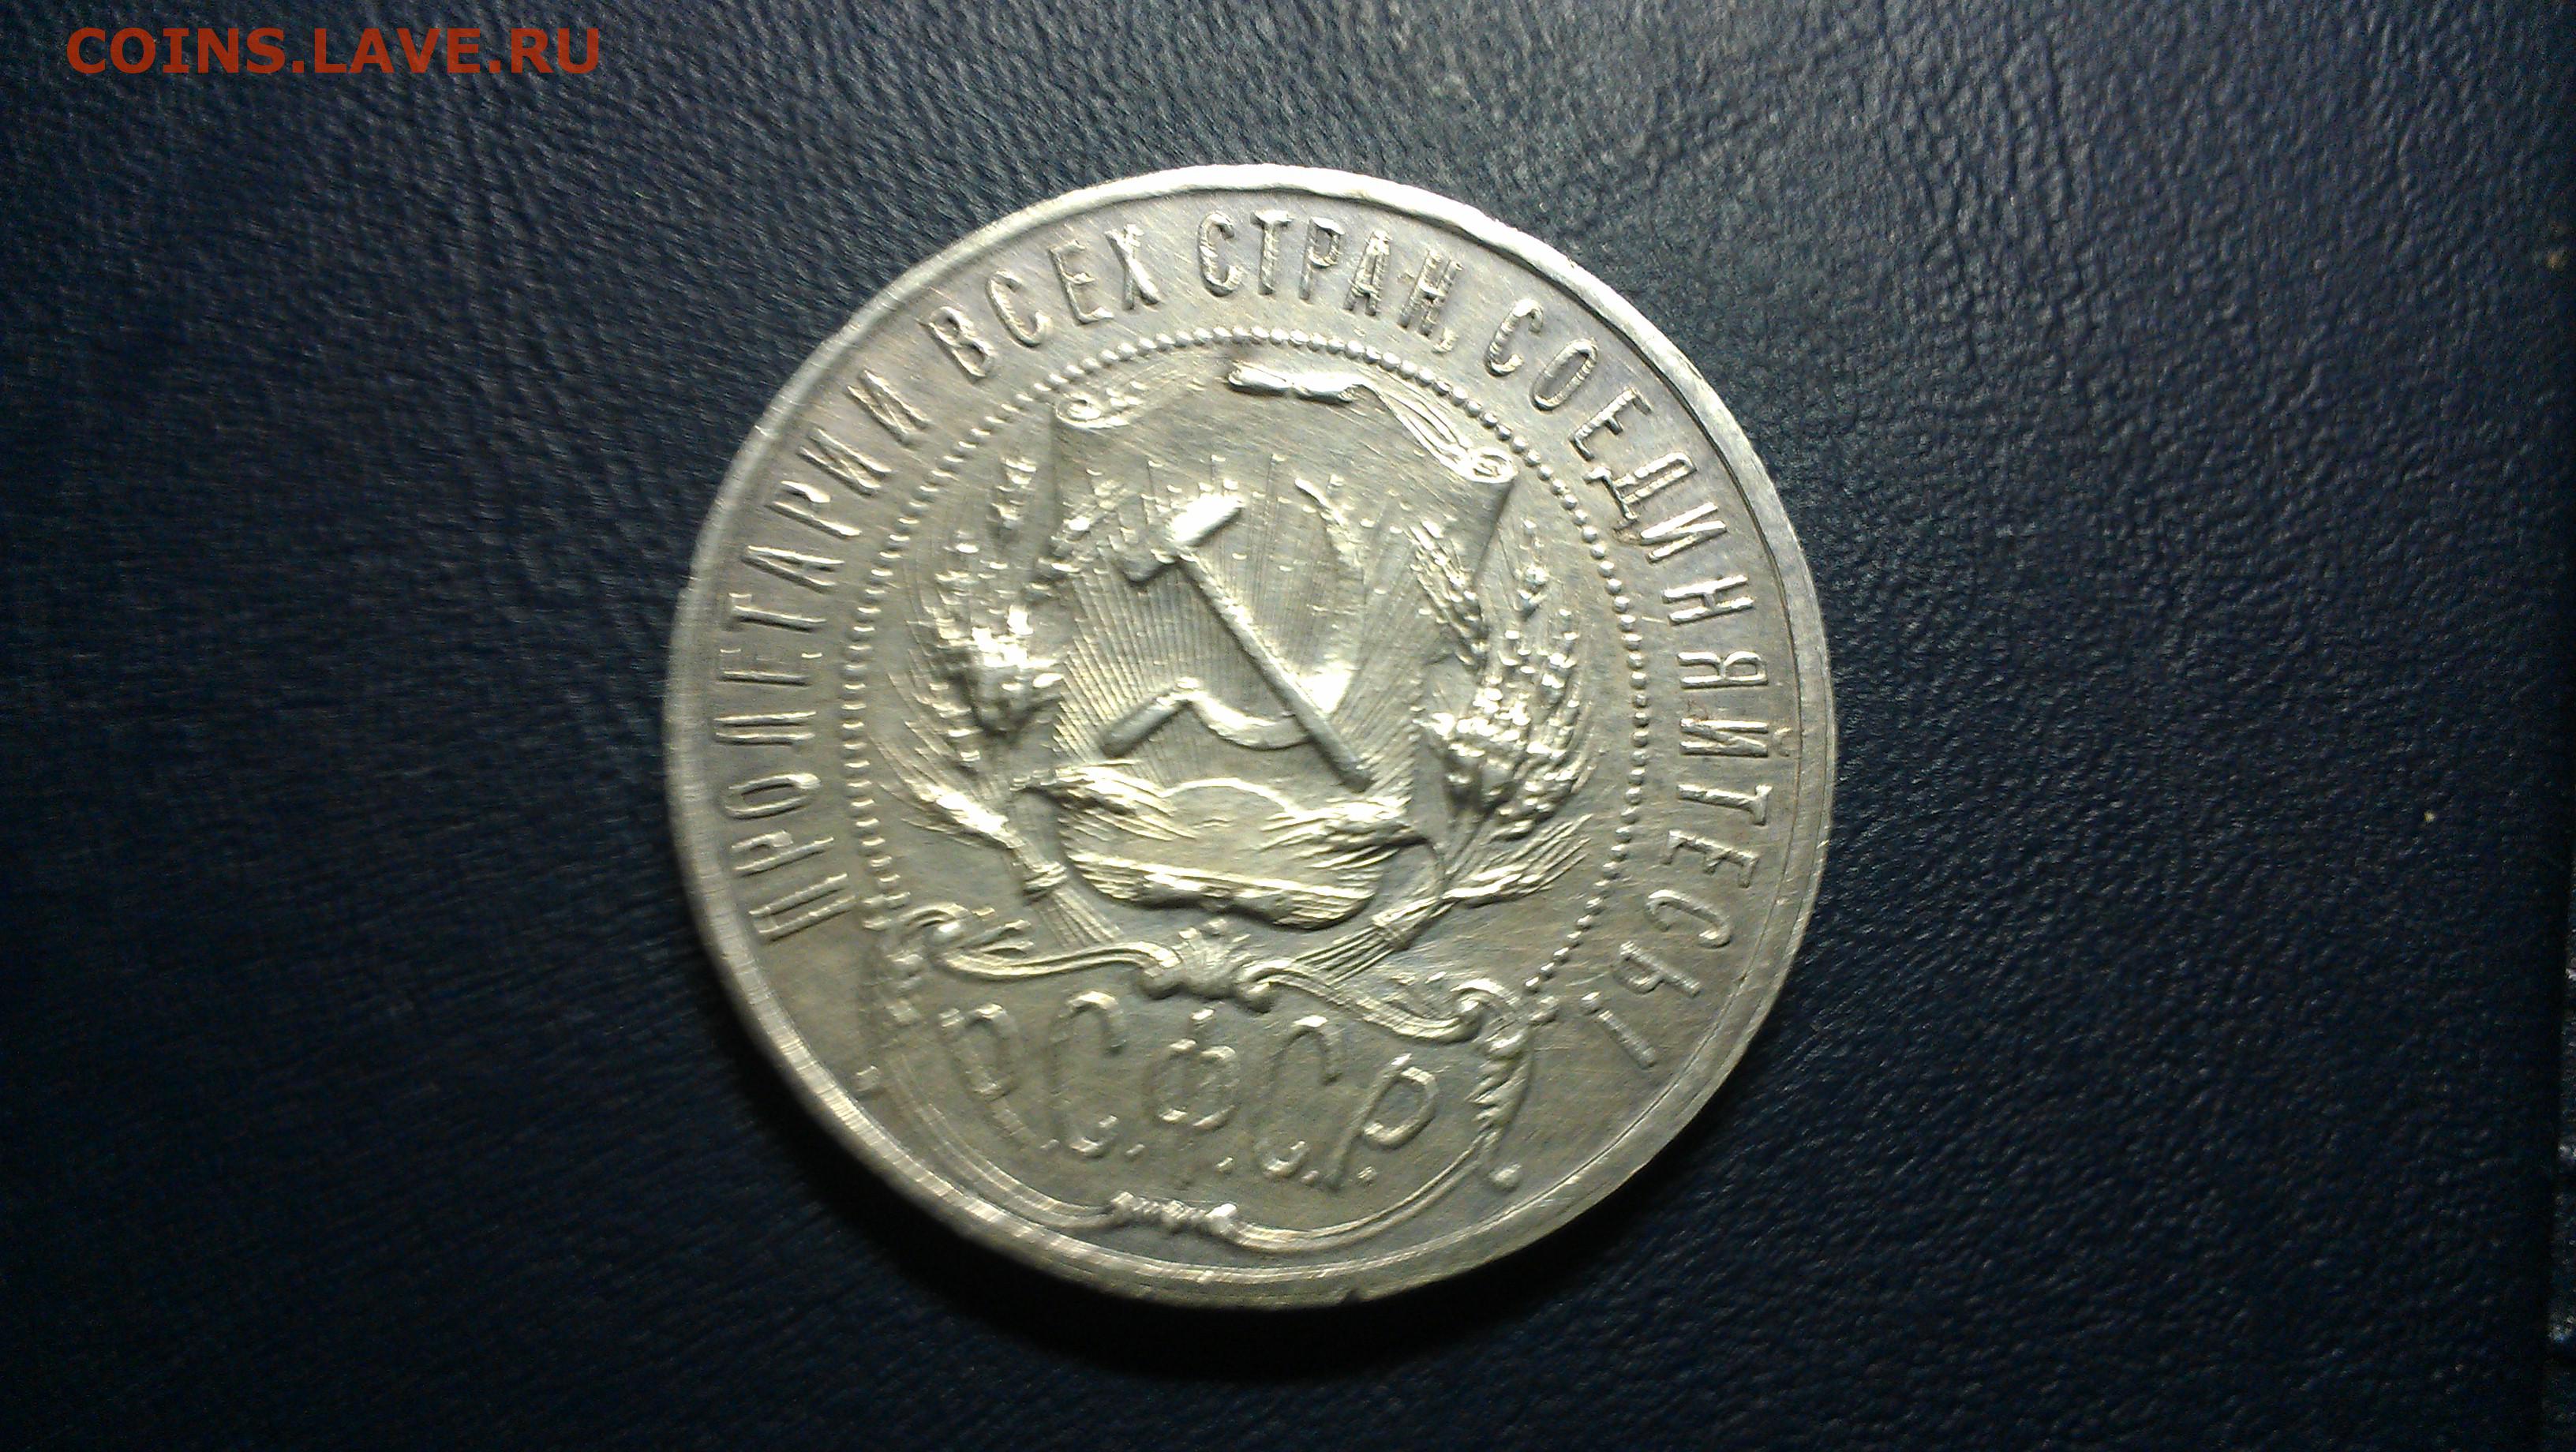 COINS.LAVE.RU
ПРОЛЕТАРИИ ВСЕХ СТРАН, СОЕДИНЯЙТЕСЬ!
Р.С.Ф.С.Р.